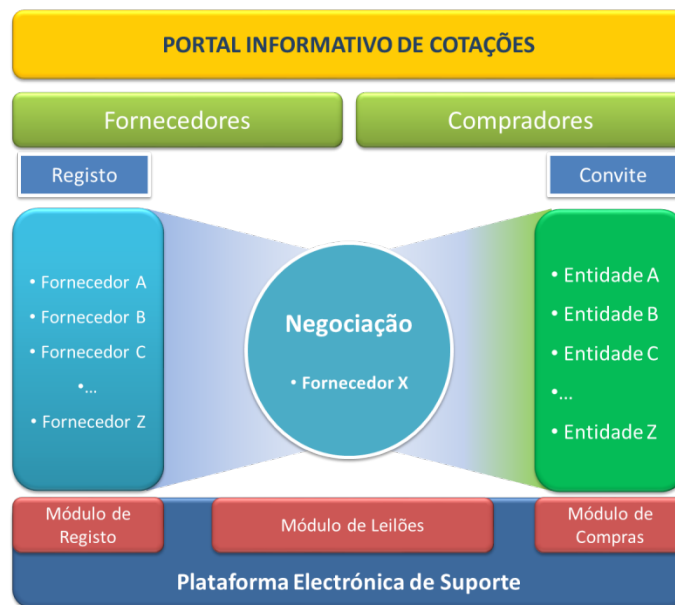 PORTAL INFORMATIVO DE COTAÇÕES
Fornecedores
Compradores
Registo
Convite
• Fornecedor A
• Fornecedor B
• Fornecedor C
•...
• Fornecedor Z
Negociação
• Fornecedor X
• Entidade A
• Entidade B
• Entidade C
•...
• Entidade Z
Módulo de
Registo
Módulo de Leilões
Módulo de
Compras
Plataforma Electrónica de Suporte